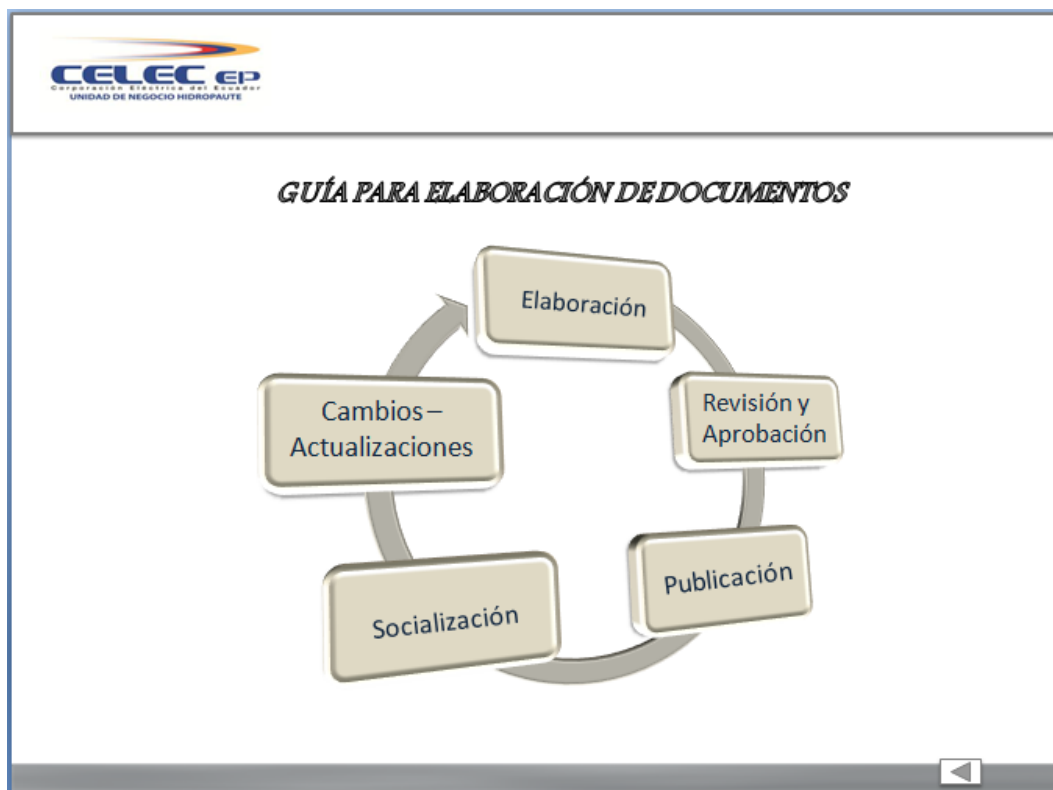 CELEC EP
Corporación Eléctrica del Ecuador
UNIDAD DE NEGOCIO HIDROPAUTE
GUÍA PARA ELABORACIÓN DE DOCUMENTOS
Elaboración
Revisión y
Aprobación
Publicación
Socialización
Cambios –
Actualizaciones